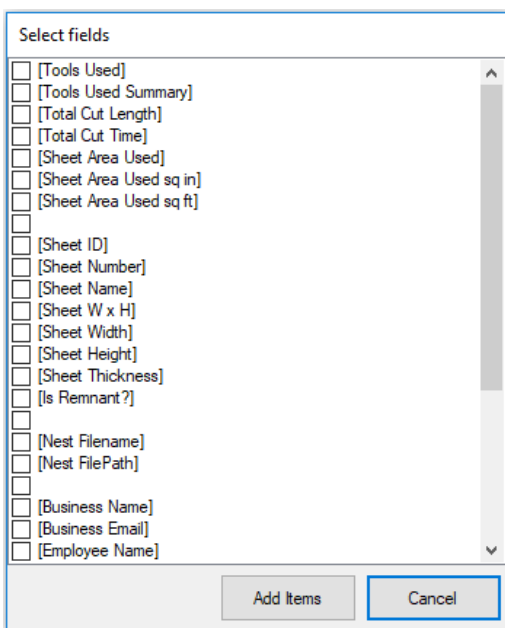 Select fields
[Tools Used]
[Tools Used Summary]
[Total Cut Length]
[Total Cut Time]
[Sheet Area Used]
[Sheet Area Used sq in]
[Sheet Area Used sq ft]
[Sheet ID]
[Sheet Number]
[Sheet Name]
[Sheet W x H]
[Sheet Width]
[Sheet Height]
[Sheet Thickness]
[Is Remnant?]
[Nest Filename]
[Nest FilePath]
[Business Name]
[Business Email]
[Employee Name]
Add Items Cancel